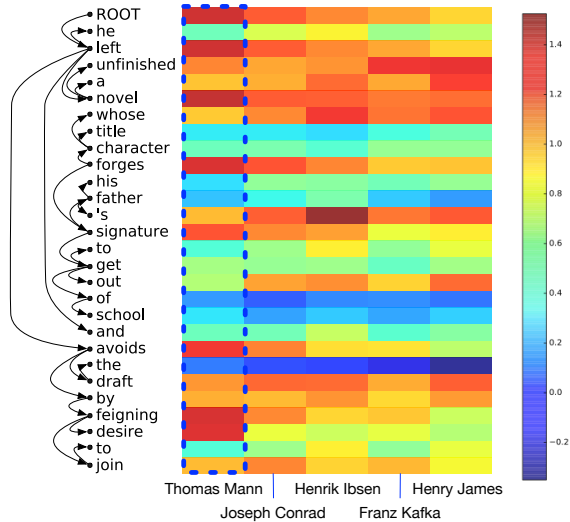 ROOT
he
left
unfinished
a
novel
whose
title
character
forges
his
father
's
signature
to
get
out
of
school
and
avoids
the
draft
by
feigning
desire
to
join
Thomas Mann
Henrik Ibsen
Henry James
Joseph Conrad
Franz Kafka
1.4
1.2
1.0
0.8
0.6
0.4
0.2
0.0
−0.2